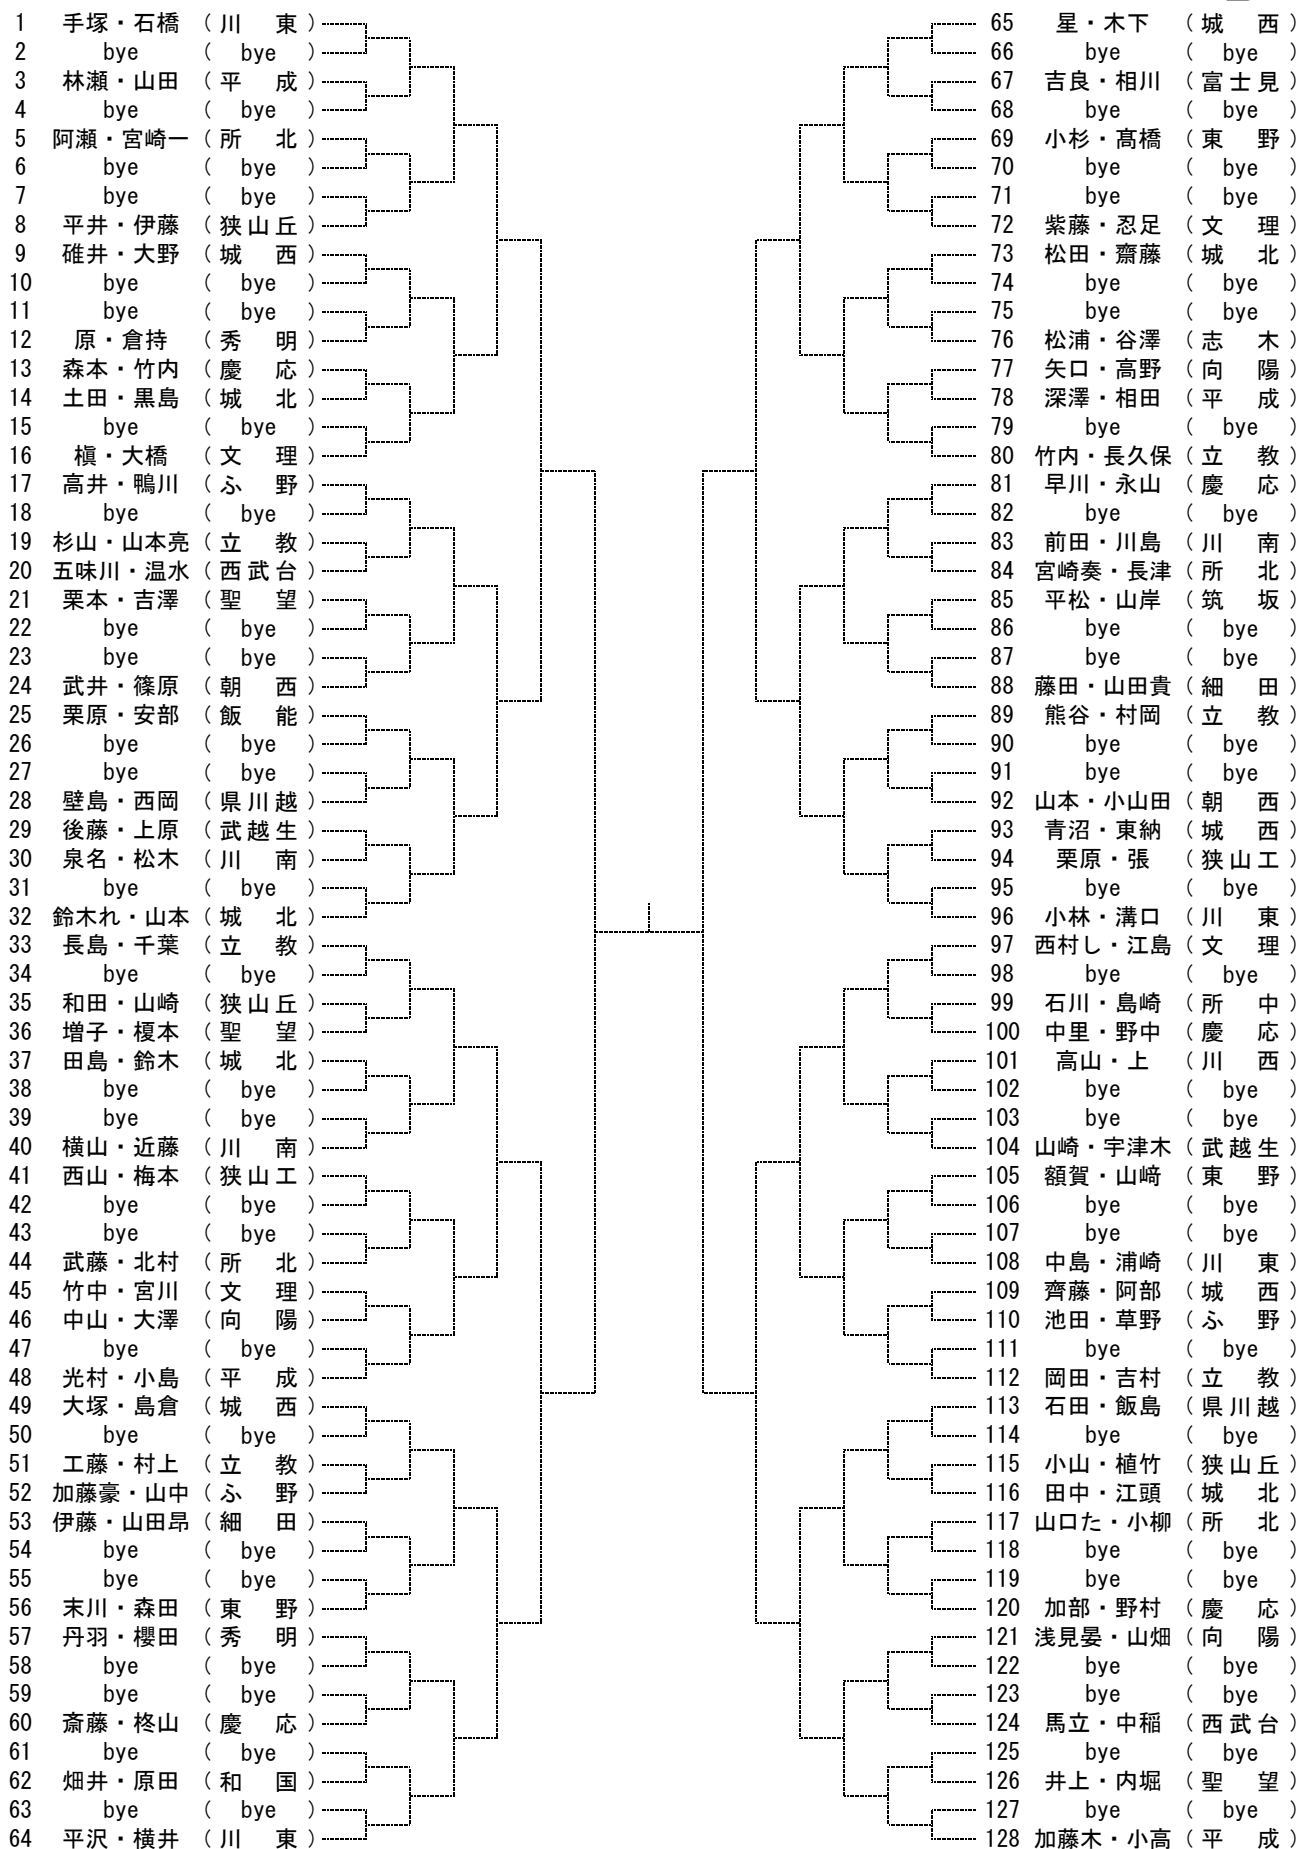 1 手塚・石橋 (川 東)
2 bye ( bye )
3 林瀬・山田 (平 成)
4 bye ( bye )
5 阿瀬・宮崎一 (所 北)
6 bye ( bye )
7 bye ( bye )
8 平井・伊藤 (狭山丘)
9 碓井・大野 (城 西)
10 bye ( bye )
11 bye ( bye )
12 原・倉持 (秀 明)
13 森本・竹内 (慶 応)
14 土田・黒島 (城 北)
15 bye ( bye )
16 槇・大橋 (文 理)
17 高井・鴨川 (ふ 野)
18 bye ( bye )
19 杉山・山本亮 (立 教)
20 五味川・温水 (西武台)
21 栗本・吉澤 (聖 望)
22 bye ( bye )
23 bye ( bye )
24 武井・篠原 (朝 西)
25 栗原・安部 (飯 能)
26 bye ( bye )
27 bye ( bye )
28 壁島・西岡 (県川越)
29 後藤・上原 (武越生)
30 泉名・松木 (川 南)
31 bye ( bye )
32 鈴木れ・山本 (城 北)
33 長島・千葉 (立 教)
34 bye ( bye )
35 和田・山崎 (狭山丘)
36 増子・榎本 (聖 望)
37 田島・鈴木 (城 北)
38 bye ( bye )
39 bye ( bye )
40 横山・近藤 (川 南)
41 西山・梅本 (狭山工)
42 bye ( bye )
43 bye ( bye )
44 武藤・北村 (所 北)
45 竹中・宮川 (文 理)
46 中山・大澤 (向 陽)
47 bye ( bye )
48 光村・小島 (平 成)
49 大塚・島倉 (城 西)
50 bye ( bye )
51 工藤・村上 (立 教)
52 加藤豪・山中 (ふ 野)
53 伊藤・山田昂 (細 田)
54 bye ( bye )
55 bye ( bye )
56 末川・森田 (東 野)
57 丹羽・櫻田 (秀 明)
58 bye ( bye )
59 bye ( bye )
60 斎藤・柊山 (慶 応)
61 bye ( bye )
62 畑井・原田 (和 国)
63 bye ( bye )
64 平沢・横井 (川 東)
65 星・木下 (城 西)
66 bye ( bye )
67 吉良・相川 (富士見)
68 bye ( bye )
69 小杉・髙橋 (東 野)
70 bye ( bye )
71 bye ( bye )
72 紫藤・忍足 (文 理)
73 松田・齋藤 (城 北)
74 bye ( bye )
75 bye ( bye )
76 松浦・谷澤 (志 木)
77 矢口・高野 (向 陽)
78 深澤・相田 (平 成)
79 bye ( bye )
80 竹内・長久保 (立 教)
81 早川・永山 (慶 応)
82 bye ( bye )
83 前田・川島 (川 南)
84 宮崎奏・長津 (所 北)
85 平松・山岸 (筑 坂)
86 bye ( bye )
87 bye ( bye )
88 藤田・山田貴 (細 田)
89 熊谷・村岡 (立 教)
90 bye ( bye )
91 bye ( bye )
92 山本・小山田 (朝 西)
93 青沼・東納 (城 西)
94 栗原・張 (狭山工)
95 bye ( bye )
96 小林・溝口 (川 東)
97 西村し・江島 (文 理)
98 bye ( bye )
99 石川・島崎 (所 中)
100 中里・野中 (慶 応)
101 高山・上 (川 西)
102 bye ( bye )
103 bye ( bye )
104 山崎・宇津木 (武越生)
105 額賀・山﨑 (東 野)
106 bye ( bye )
107 bye ( bye )
108 中島・浦崎 (川 東)
109 齊藤・阿部 (城 西)
110 池田・草野 (ふ 野)
111 bye ( bye )
112 岡田・吉村 (立 教)
113 石田・飯島 (県川越)
114 bye ( bye )
115 小山・植竹 (狭山丘)
116 田中・江頭 (城 北)
117 山口た・小柳 (所 北)
118 bye ( bye )
119 bye ( bye )
120 加部・野村 (慶 応)
121 浅見晏・山畑 (向 陽)
122 bye ( bye )
123 bye ( bye )
124 馬立・中稲 (西武台)
125 bye ( bye )
126 井上・内堀 (聖 望)
127 bye ( bye )
128 加藤木・小高 (平 成)